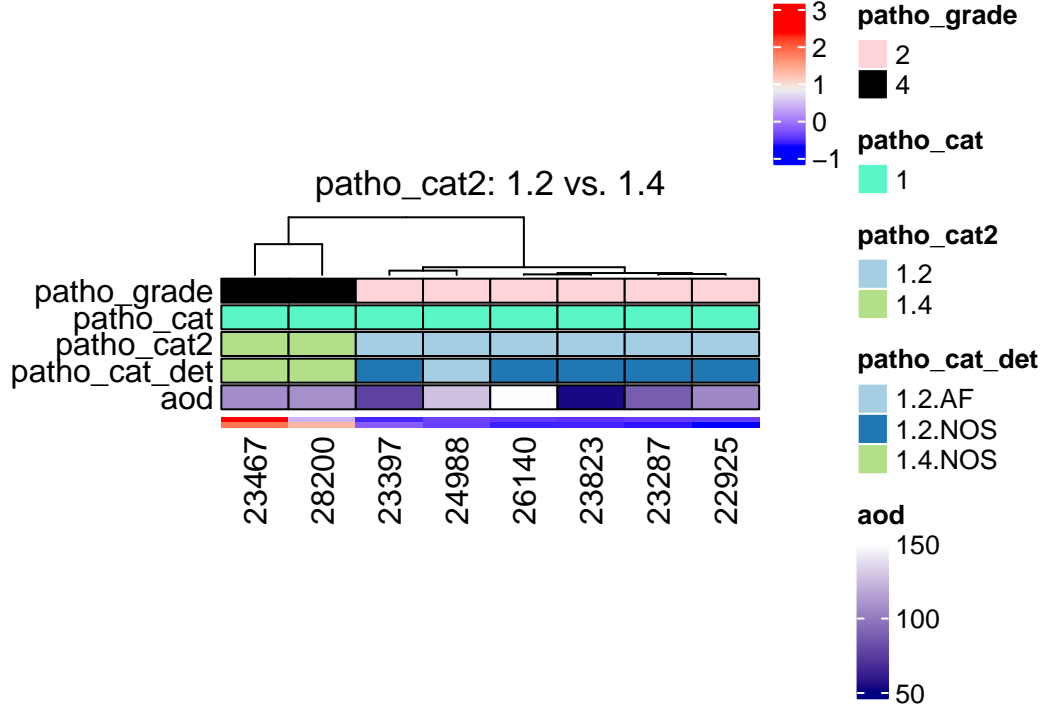 patho_cat2: 1.2 vs. 1.4
patho_grade
patho_cat
patho_cat2
patho_cat_det
aod
23467
28200
23397
24988
26140
23823
23287
22925
3
2
1
0
−1
patho_grade
2
4
patho_cat
1
patho_cat2
1.2
1.4
patho_cat_det
1.2.AF
1.2.NOS
1.4.NOS
aod
150
100
50